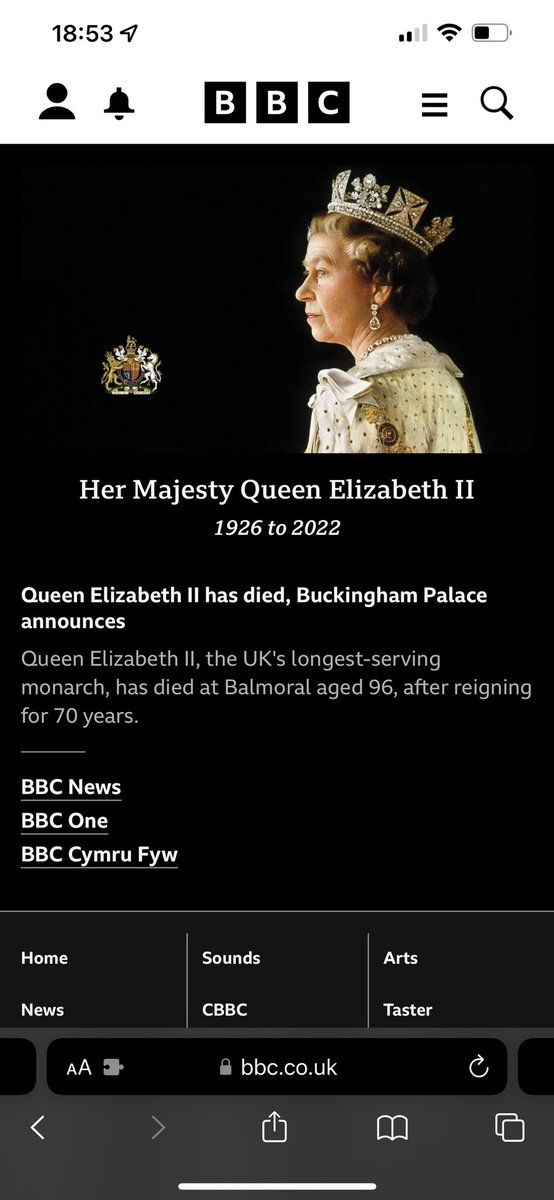 18:53
BBC
Her Majesty Queen Elizabeth II
1926 to 2022
Queen Elizabeth II has died, Buckingham Palace
announces
Queen Elizabeth II, the UK's longest-serving
monarch, has died at Balmoral aged 96, after reigning
for 70 years.
BBC News
BBC One
BBC Cymru Fyw
Home Sounds Arts
News CBBC Taster
AA bbc.co.uk